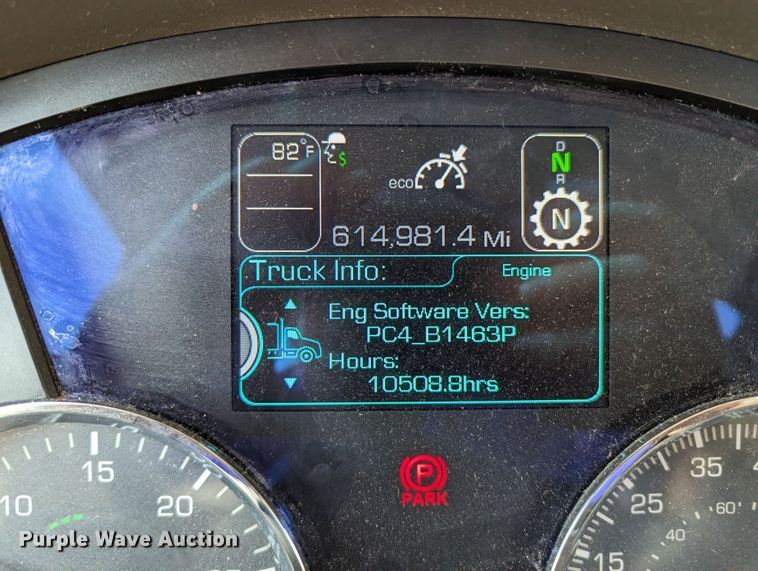 82°F
$
eco
D
N
R
N
614,981.4 Mi
Truck Info:
Engine
Eng Software Vers:
PC4_B1463P
Hours:
10508.8hrs
P
PARK
10
15
20
15
25
35
40
60
Purple Wave Auction